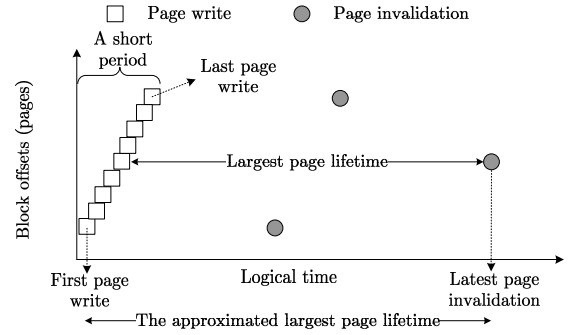 Page write
Page invalidation
A short
period
Last page
write
Block offsets (pages)
Largest page lifetime
First page
write
Logical time
Latest page
invalidation
The approximated largest page lifetime